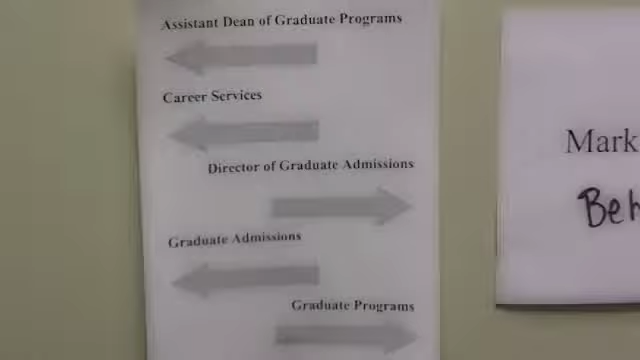 Assistant Dean of Graduate Programs
Career Services
Director of Graduate Admissions
Graduate Admissions
Graduate Programs
Mark
Beh